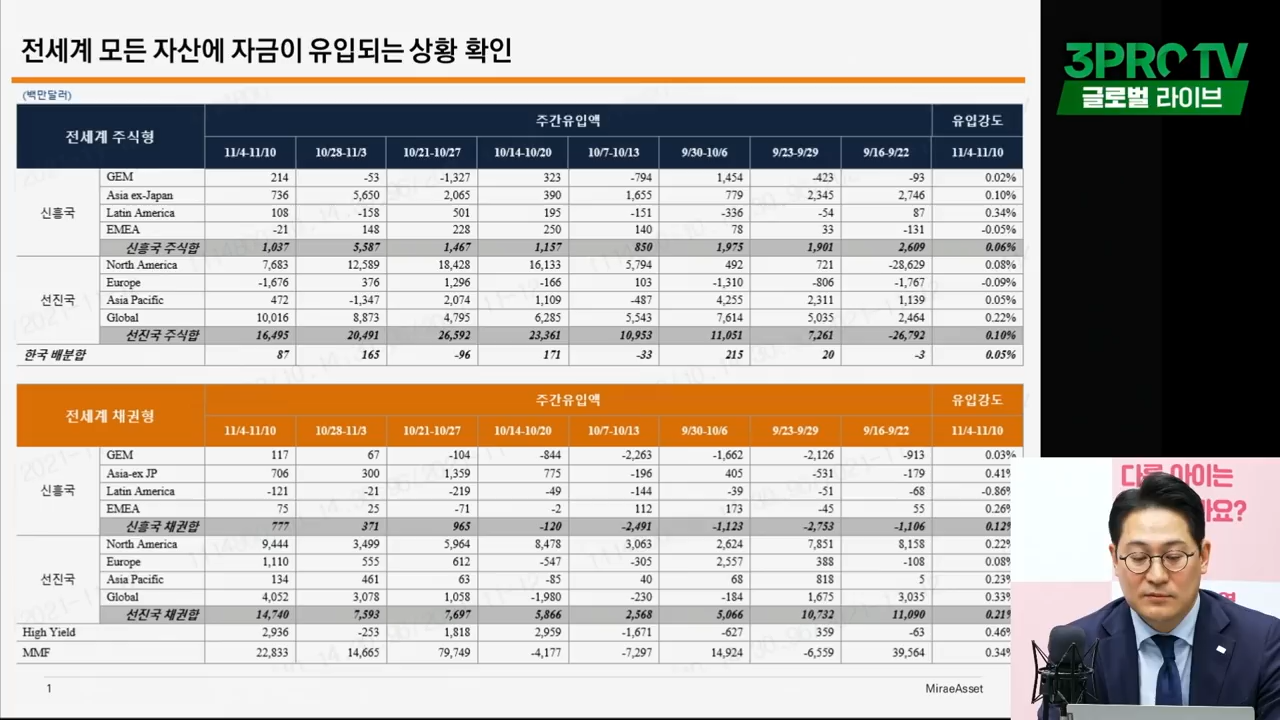 전세계 모든 자산에 자금이 유입되는 상황 확인
(백만달러)
전세계 주식형 주간유입액 유입강도
11/4-11/10 10/28-11/3 10/21-10/27 10/14-10/20 10/7-10/13 9/30-10/6 9/23-9/29 9/16-9/22 11/4-11/10
신흥국
GEM 214 -53 -1,327 323 -794 1,454 -423 -93 0.02%
Asia ex-Japan 736 5,650 2,065 390 1,655 779 2,345 2,746 0.10%
Latin America 108 -158 501 195 -151 -336 -54 87 0.34%
EMEA -21 148 228 250 140 78 33 -131 -0.05%
신흥국 주식합 1,037 5,587 1,467 1,157 850 1,975 1,901 2,609 0.06%
선진국
North America 7,683 12,589 18,428 16,133 5,794 492 721 -28,629 0.08%
Europe -1,676 376 1,296 -166 103 -1,310 -806 -1,767 -0.09%
Asia Pacific 472 -1,347 2,074 1,109 -487 4,255 2,311 1,139 0.05%
Global 10,016 8,873 4,795 6,285 5,543 7,614 5,035 2,464 0.22%
선진국 주식합 16,495 20,491 26,592 23,361 10,953 11,051 7,261 -26,792 0.10%
한국 배분합 87 165 -96 171 -33 215 20 -3 0.05%
전세계 채권형 주간유입액 유입강도
11/4-11/10 10/28-11/3 10/21-10/27 10/14-10/20 10/7-10/13 9/30-10/6 9/23-9/29 9/16-9/22 11/4-11/10
신흥국
GEM 117 67 -104 -844 -2,263 -1,662 -2,126 -913 0.03%
Asia-ex JP 706 300 1,359 775 -196 405 -531 -179 0.41%
Latin America -121 -21 -219 -49 -144 -39 -51 -68 -0.86%
EMEA 75 25 -71 -2 112 173 -45 55 0.26%
신흥국 채권합 777 371 965 -120 -2,491 -1,123 -2,753 -1,106 0.12%
선진국
North America 9,444 3,499 5,964 8,478 3,063 2,624 7,851 8,158 0.22%
Europe 1,110 555 612 -547 -305 2,557 388 -108 0.08%
Asia Pacific 134 461 63 -85 40 68 818 5 0.23%
Global 4,052 3,078 1,058 -1,980 -230 -184 1,675 3,035 0.33%
선진국 채권합 14,740 7,593 7,697 5,866 2,568 5,066 10,732 11,090 0.21%
High Yield 2,936 -253 1,818 2,959 -1,671 -627 359 -63 0.46%
MMF 22,833 14,665 79,749 -4,177 -7,297 14,924 -6,559 39,564 0.34%
1
MiraeAsset
3PRO TV
글로벌 라이브
아이는
요?